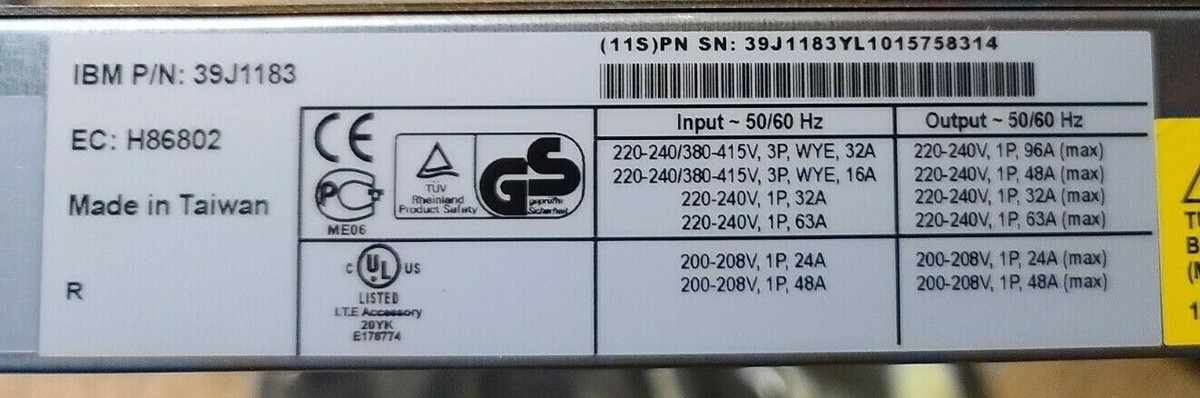 (11S)PN SN: 39J1183YL1015758314
IBM P/N: 39J1183
EC: H86802
Made in Taiwan
R
CE
PC
ME06
TÜV
Rheinland
Product Safety
GS
geprüfte
Sicherheit
C UL US
LISTED
I.T.E Accessory
20YK
E178774
Input ~ 50/60 Hz
Output ~ 50/60 Hz
220-240/380-415V, 3P, WYE, 32A 220-240V, 1P, 96A (max)
220-240/380-415V, 3P, WYE, 16A 220-240V, 1P, 48A (max)
220-240V, 1P, 32A 220-240V, 1P, 32A (max)
220-240V, 1P, 63A 220-240V, 1P, 63A (max)
200-208V, 1P, 24A 200-208V, 1P, 24A (max)
200-208V, 1P, 48A 200-208V, 1P, 48A (max)